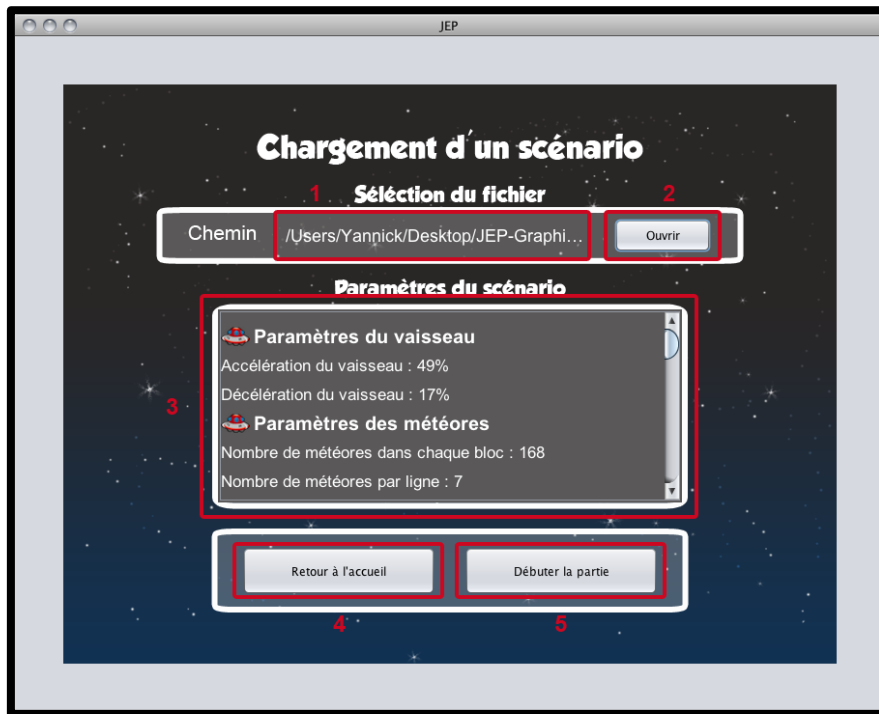 JEP
Chargement d'un scénario
1 Séléction du fichier 2
Chemin /Users/Yannick/Desktop/JEP-Graphi... Ouvrir
Paramètres du scénario
Paramètres du vaisseau
Accélération du vaisseau : 49%
Décélération du vaisseau : 17%
3
Paramètres des météores
Nombre de météores dans chaque bloc : 168
Nombre de météores par ligne : 7
Retour à l'accueil Débuter la partie
4 5